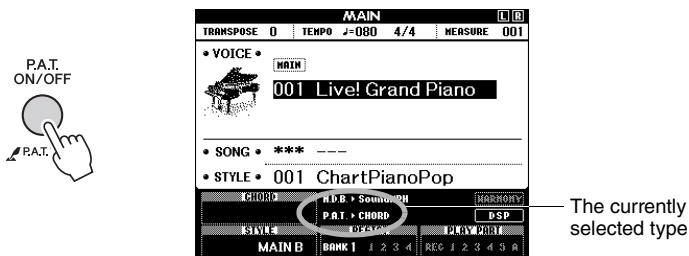 P.A.T.
ON/OFF
P.A.T.
MAIN L R
TRANSPOSE 0 TEMPO ♩=080 4/4 MEASURE 001
• VOICE •
MAIN
001 Live! Grand Piano
• SONG • *** ---
• STYLE • 001 ChartPianoPop
CHORD M.D.B. ▸ HARMONY
P.A.T. ▸ CHORD DSP
STYLE PLAY PART
MAIN B BANK 1 1 2 3 4 REG 1 2 3 4 5 A
The currently
selected type